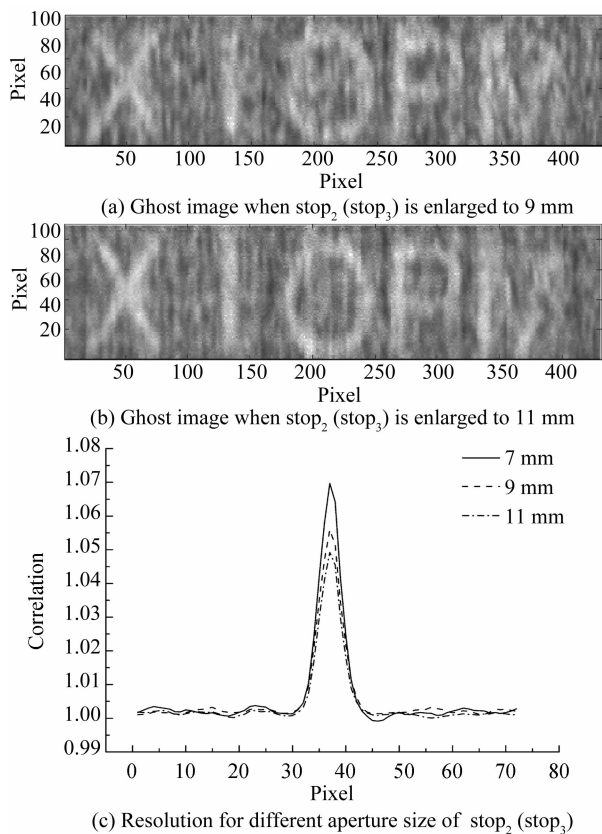 100
80
60
40
20
Pixel
XIOPM
50 100 150 200 250 300 350 400
Pixel
(a) Ghost image when stop₂ (stop₃) is enlarged to 9 mm
100
80
60
40
20
Pixel
XIOPM
50 100 150 200 250 300 350 400
Pixel
(b) Ghost image when stop₂ (stop₃) is enlarged to 11 mm
1.08
1.07
1.06
1.05
1.04
1.03
1.02
1.01
1.00
0.99
Correlation
7 mm
9 mm
11 mm
0 10 20 30 40 50 60 70 80
Pixel
(c) Resolution for different aperture size of stop₂ (stop₃)